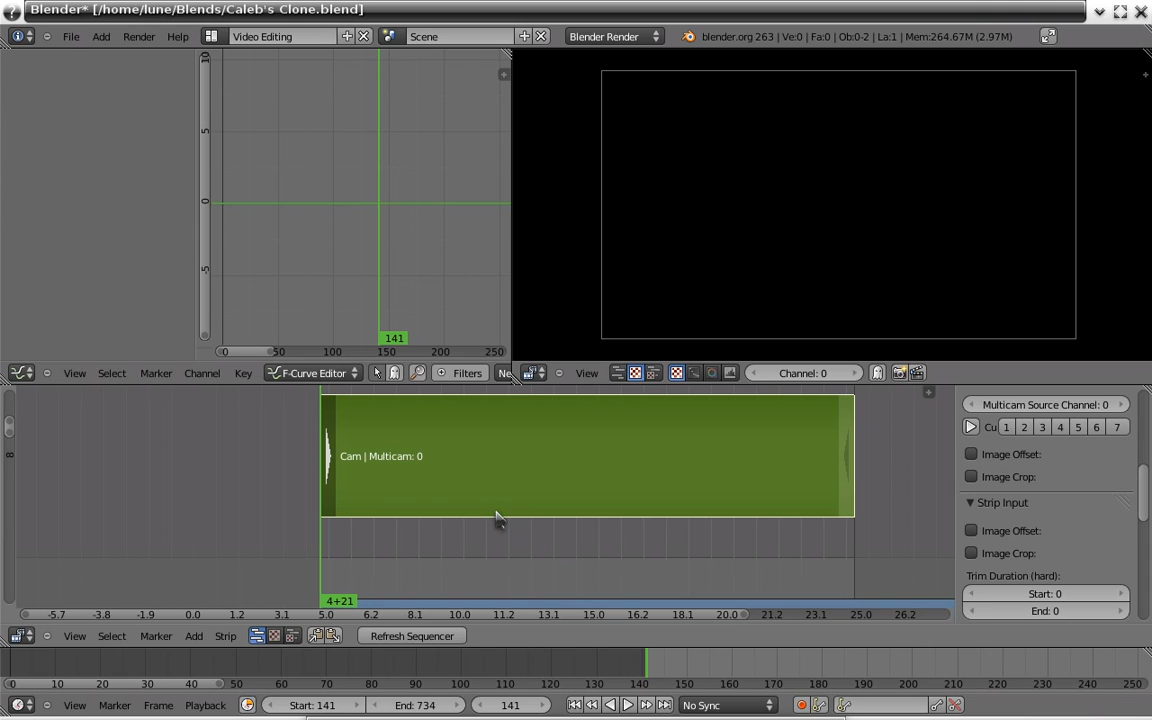 Blender* [/home/lune/Blends/Caleb's Clone.blend]
File Add Render Help Video Editing Scene Blender Render blender.org 263 | Ve:0 | Fa:0 | Ob:0-2 | La:1 | Mem:264.67M (2.97M)
10
5
0
-5
141
0 50 100 150 200 250
View Select Marker Channel Key F-Curve Editor Filters Ne
View Channel: 0
8
Cam | Multicam: 0
4+21
-5.7 -3.8 -1.9 0.0 1.2 3.1 5.0 6.2 8.1 10.0 11.2 13.1 15.0 16.2 18.1 20.0 21.2 23.1 25.0 26.2
Multicam Source Channel: 0
Cu 1 2 3 4 5 6 7
Image Offset:
Image Crop:
Strip Input
Image Offset:
Image Crop:
Trim Duration (hard):
Start: 0
End: 0
View Select Marker Add Strip Refresh Sequencer
0 10 20 30 40 50 60 70 80 90 100 110 120 130 140 150 160 170 180 190 200 210 220 230 240 250
View Marker Frame Playback Start: 141 End: 734 141 No Sync